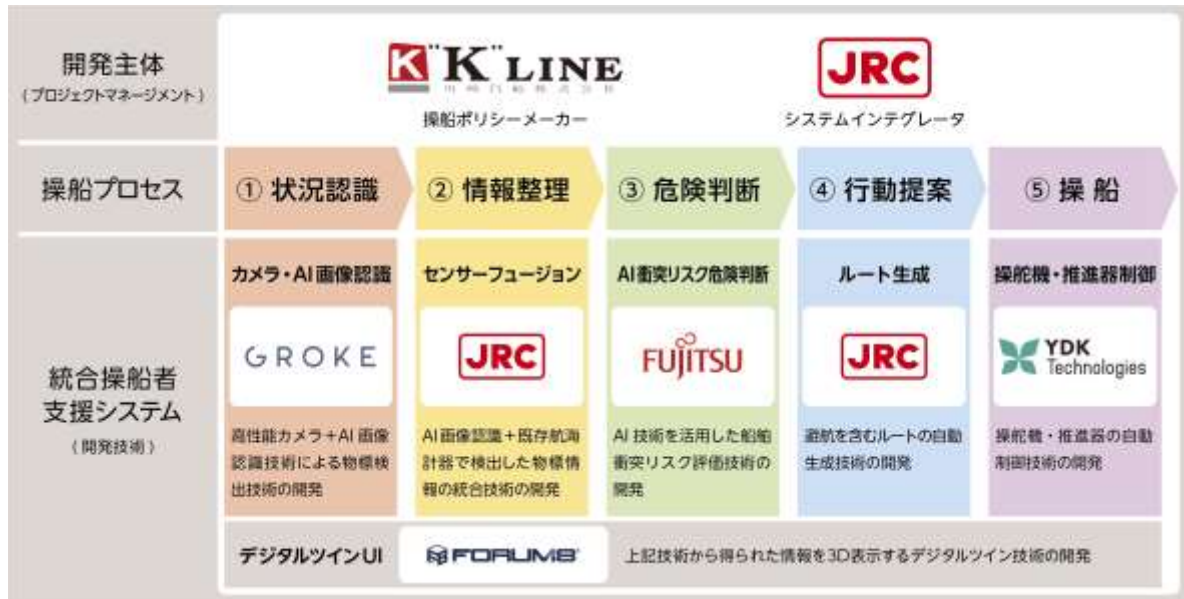 開発主体
(プロジェクトマネージメント)
K "K" LINE
川崎汽船株式会社
操船ポリシーメーカー
JRC
システムインテグレータ
操船プロセス
① 状況認識
② 情報整理
③ 危険判断
④ 行動提案
⑤ 操船
統合操船者
支援システム
(開発技術)
カメラ・AI画像認識
GROKE
高性能カメラ+AI画像
認識技術による物標検
出技術の開発
センサーフュージョン
JRC
AI画像認識+既存航海
計器で検出した物標情
報の統合技術の開発
AI衝突リスク危険判断
FUJITSU
AI技術を活用した船舶
衝突リスク評価技術の
開発
ルート生成
JRC
避航を含むルートの自動
生成技術の開発
操舵機・推進器制御
YDK
Technologies
操舵機・推進器の自動
制御技術の開発
デジタルツインUI
FORUM8
上記技術から得られた情報を3D表示するデジタルツイン技術の開発